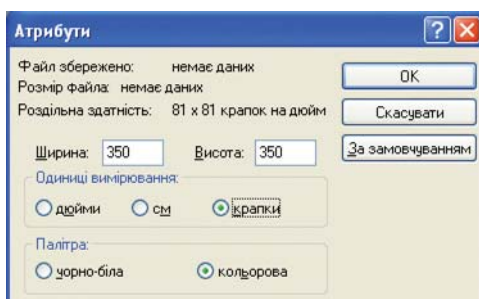 Атрибути
Файл збережено: немає даних
Розмір файла: немає даних
Роздільна здатність: 81 x 81 крапок на дюйм
Ширина: 350 Висота: 350
Одиниці вимірювання:
дюйми см крапки
Палітра:
чорно-біла кольорова
ОК
Скасувати
За замовчуванням